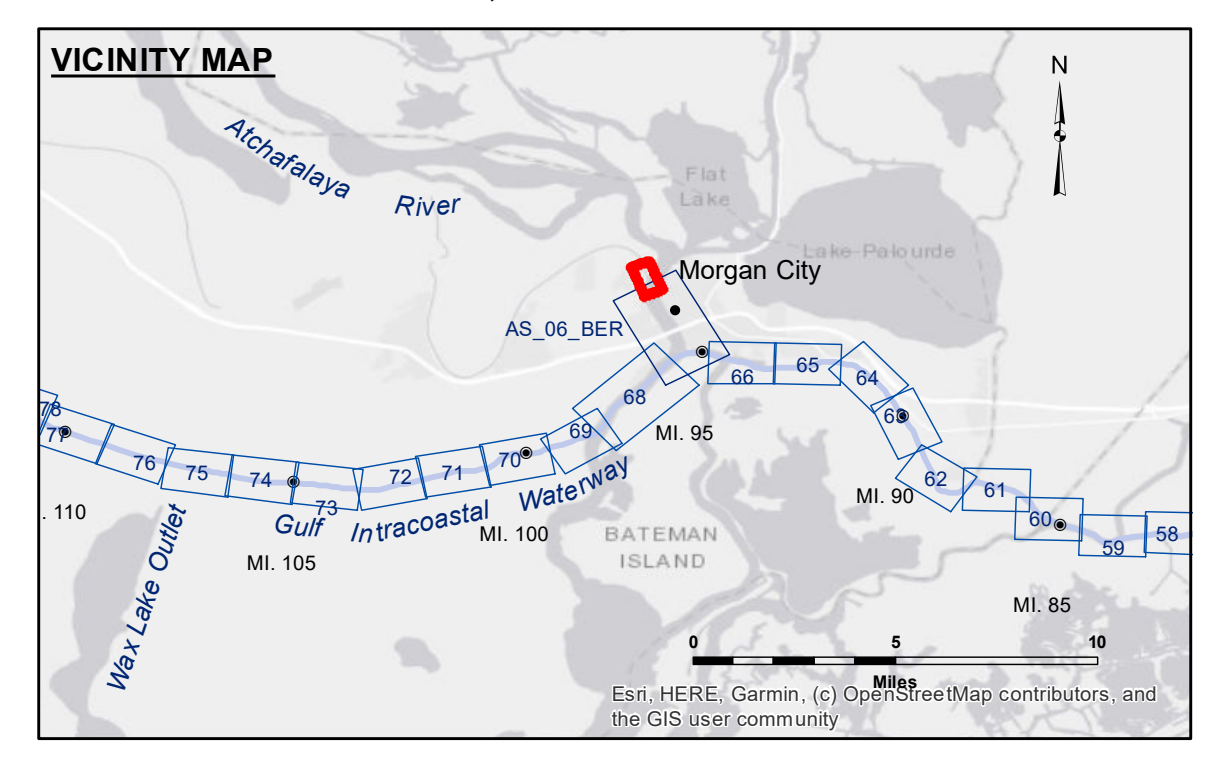 VICINITY MAP
N
Atchafalaya
River
Flat
Lake
Lake Palourde
Morgan City
AS_06_BER
66
65
64
68
63
69
MI. 95
78
77
76
75
74
73
72
71
70
62
61
60
59
58
MI. 90
. 110
Gulf Intracoastal Waterway
MI. 100
BATEMAN
ISLAND
Wax Lake Outlet
MI. 105
MI. 85
0 5 10
Miles
Esri, HERE, Garmin, (c) OpenStreetMap contributors, and
the GIS user community